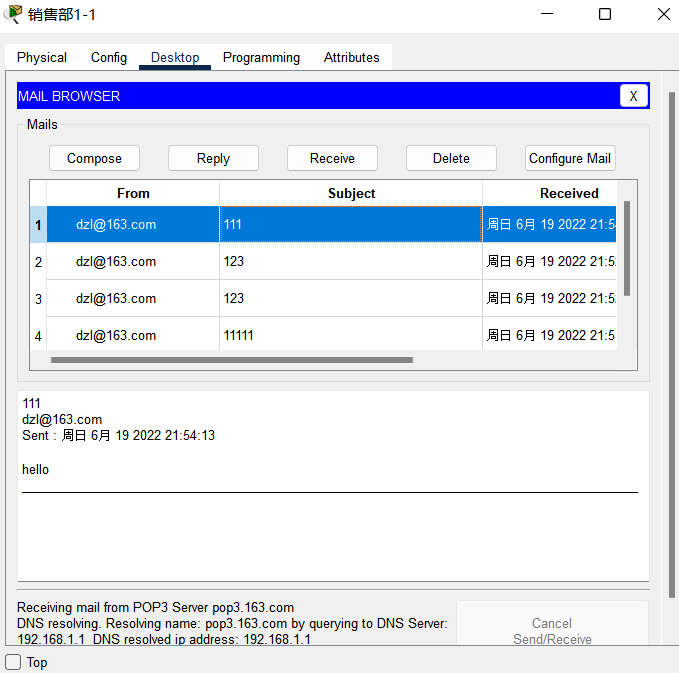 销售部1-1
Physical Config Desktop Programming Attributes
MAIL BROWSER X
Mails
Compose Reply Receive Delete Configure Mail
From Subject Received
1 dzl@163.com 111 周日 6月 19 2022 21:5
2 dzl@163.com 123 周日 6月 19 2022 21:5
3 dzl@163.com 123 周日 6月 19 2022 21:5
4 dzl@163.com 11111 周日 6月 19 2022 21:5
111
dzl@163.com
Sent : 周日 6月 19 2022 21:54:13
hello
Receiving mail from POP3 Server pop3.163.com
DNS resolving. Resolving name: pop3.163.com by querying to DNS Server:
192.168.1.1 DNS resolved ip address: 192.168.1.1
Cancel
Send/Receive
Top